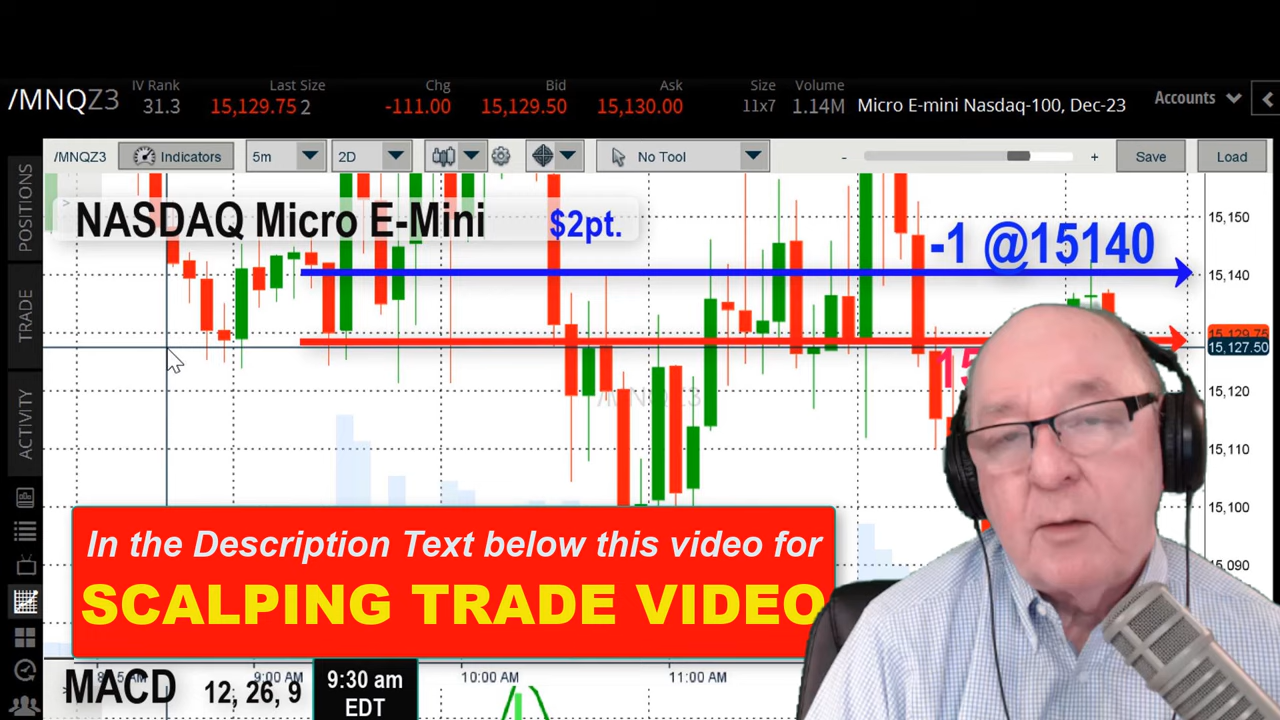 /MNQZ3
IV Rank
31.3
Last Size
15,129.75 2
Chg
-111.00
Bid
15,129.50
Ask
15,130.00
Size
11x7
Volume
1.14M
Micro E-mini Nasdaq-100, Dec-23
Accounts
/MNQZ3
Indicators
5m
2D
No Tool
-
+
Save
Load
POSITIONS
TRADE
ACTIVITY
NASDAQ Micro E-Mini
$2pt.
-1 @15140
15,150
15,140
15,129.75
15,127.50
15,120
15,110
15,100
15,090
/MNQZ3
In the Description Text below this video for
SCALPING TRADE VIDEO
MACD
12, 26, 9
9:00 AM
9:30 am
EDT
10:00 AM
11:00 AM